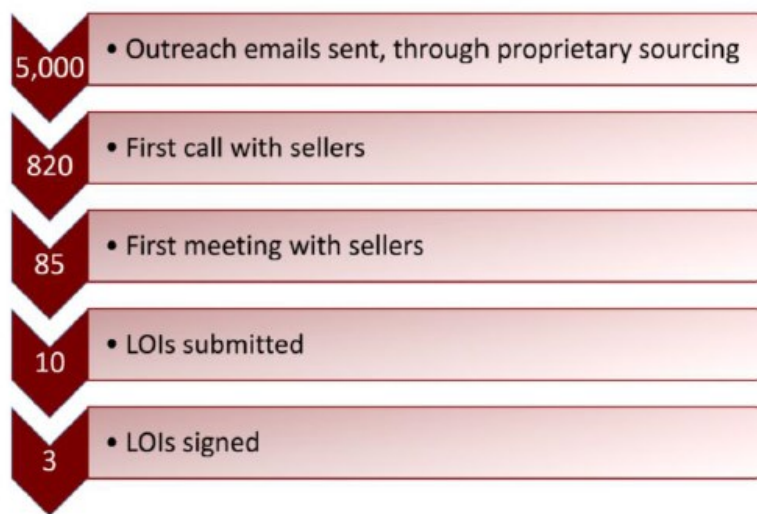 5,000
• Outreach emails sent, through proprietary sourcing
820
• First call with sellers
85
• First meeting with sellers
10
• LOIs submitted
3
• LOIs signed